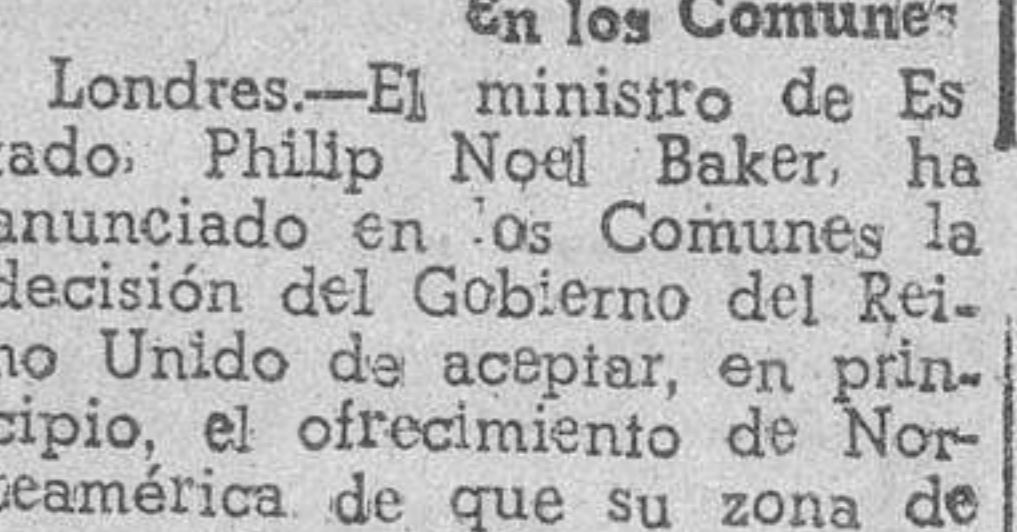 en los Comunes
Londres.—El ministro de Es
tado, Philip Noel Baker, ha
anunciado en los Comunes la
decisión del Gobierno del Rei-
no Unido de aceptar, en prin-
cipio, el ofrecimiento de Nor-
teamérica de que su zona de